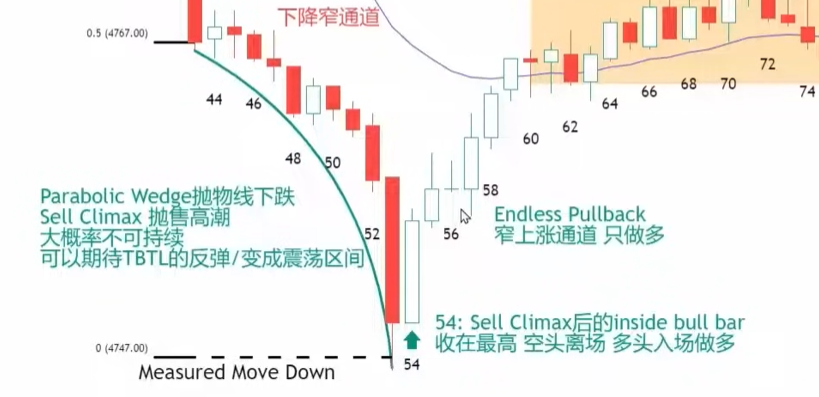 下降窄通道
0.5 (4767.00)
72
68
70
74
66
64
44
46
62
60
48
50
58
Parabolic Wedge抛物线下跌
Sell Climax 抛售高潮
大概率不可持续
可以期待TBTL的反弹/变成震荡区间
52
56
Endless Pullback
窄上涨通道 只做多
54: Sell Climax后的inside bull bar
收在最高 空头离场 多头入场做多
0 (4747.00)
54
Measured Move Down